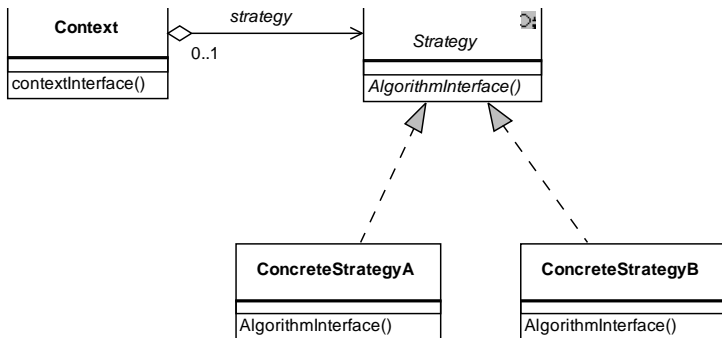 Context
strategy
0..1
Strategy
contextInterface()
AlgorithmInterface()
ConcreteStrategyA
ConcreteStrategyB
AlgorithmInterface()
AlgorithmInterface()